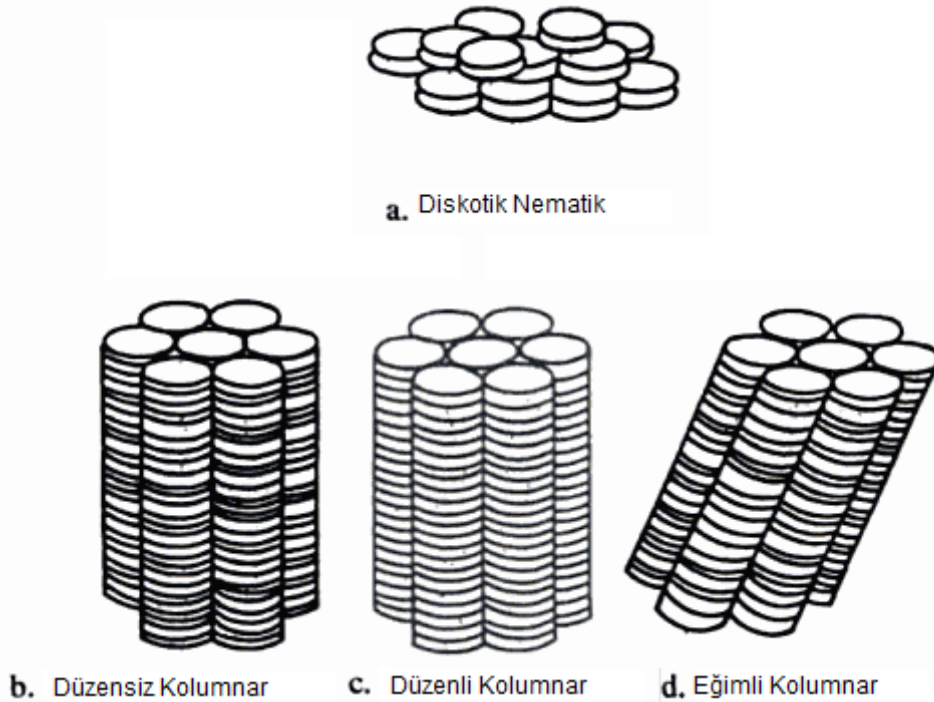 a. Diskotik Nematik
b. Düzensiz Kolumnar
c. Düzenli Kolumnar
d. Eğimli Kolumnar